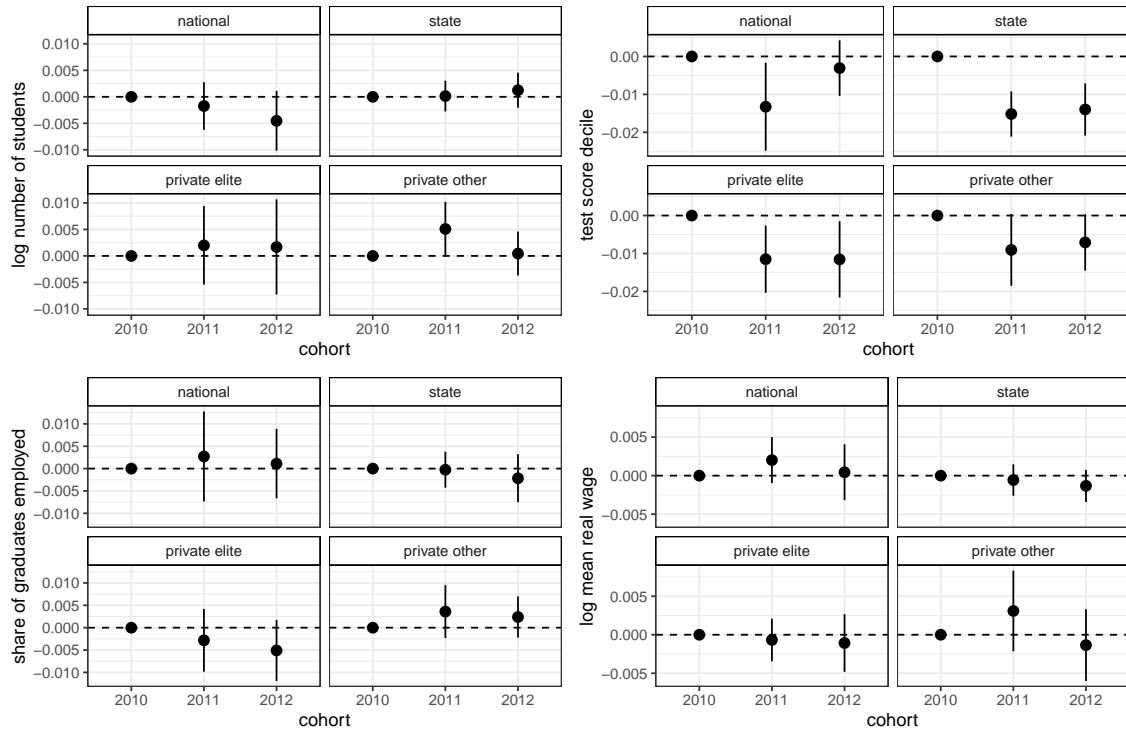 national
state
0.010
0.005
0.000
−0.005
−0.010
private elite
private other
0.010
0.005
0.000
−0.005
−0.010
2010 2011 2012
2010 2011 2012
cohort
log number of students
national
state
0.00
−0.01
−0.02
private elite
private other
0.00
−0.01
−0.02
2010 2011 2012
2010 2011 2012
cohort
test score decile
national
state
0.010
0.005
0.000
−0.005
−0.010
private elite
private other
0.010
0.005
0.000
−0.005
−0.010
2010 2011 2012
2010 2011 2012
cohort
share of graduates employed
national
state
0.005
0.000
−0.005
private elite
private other
0.005
0.000
−0.005
2010 2011 2012
2010 2011 2012
cohort
log mean real wage